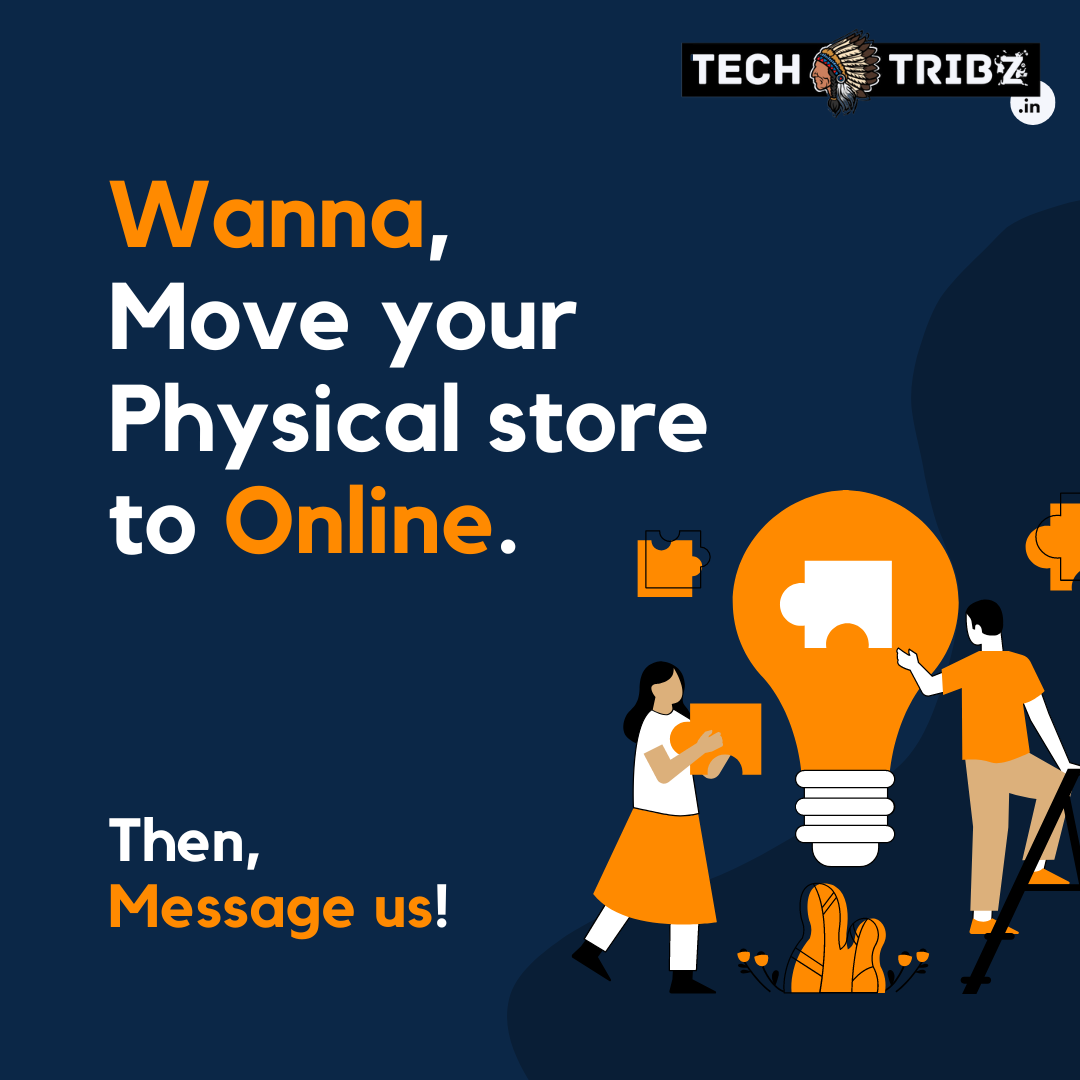 TECH TRIBZ
.in
Wanna,
Move your
Physical store
to Online.
Then,
Message us!